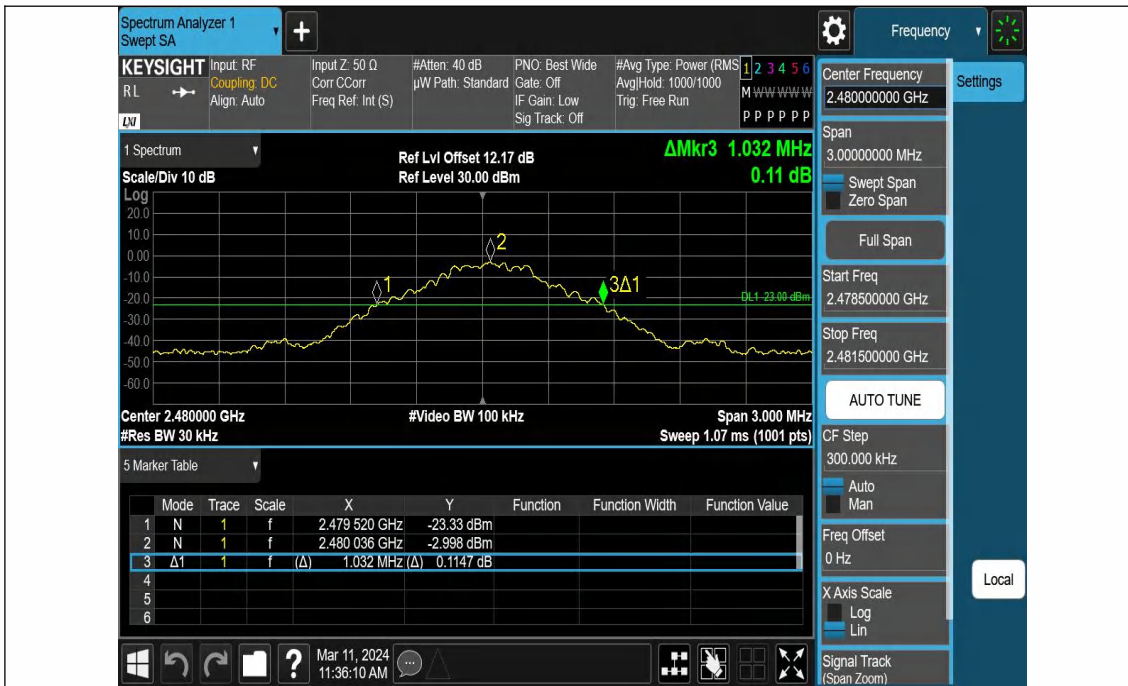 Spectrum Analyzer 1
Swept SA
+
Frequency
KEYSIGHT
RL
LXI
Input: RF
Coupling: DC
Align: Auto
Input Z: 50 Ω
Corr CCorr
Freq Ref: Int (S)
#Atten: 40 dB
µW Path: Standard
PNO: Best Wide
Gate: Off
IF Gain: Low
Sig Track: Off
#Avg Type: Power (RMS
Avg|Hold: 1000/1000
Trig: Free Run
1 2 3 4 5 6
M W W W W W
P P P P P P
1 Spectrum
Scale/Div 10 dB
Ref Lvl Offset 12.17 dB
Ref Level 30.00 dBm
ΔMkr3 1.032 MHz
0.11 dB
Log
20.0
10.0
0.00
-10.0
-20.0
-30.0
-40.0
-50.0
-60.0
1
2
3Δ1
DL1 -23.00 dBm
Center 2.480000 GHz
#Video BW 100 kHz
Span 3.000 MHz
#Res BW 30 kHz
Sweep 1.07 ms (1001 pts)
5 Marker Table
Mode Trace Scale X Y Function Function Width Function Value
1 N 1 f 2.479 520 GHz -23.33 dBm
2 N 1 f 2.480 036 GHz -2.998 dBm
3 Δ1 1 f (Δ) 1.032 MHz (Δ) 0.1147 dB
4
5
6
?
Mar 11, 2024
11:36:10 AM
Center Frequency
2.480000000 GHz
Span
3.00000000 MHz
Swept Span
Zero Span
Full Span
Start Freq
2.478500000 GHz
Stop Freq
2.481500000 GHz
AUTO TUNE
CF Step
300.000 kHz
Auto
Man
Freq Offset
0 Hz
X Axis Scale
Log
Lin
Signal Track
(Span Zoom)
Settings
Local